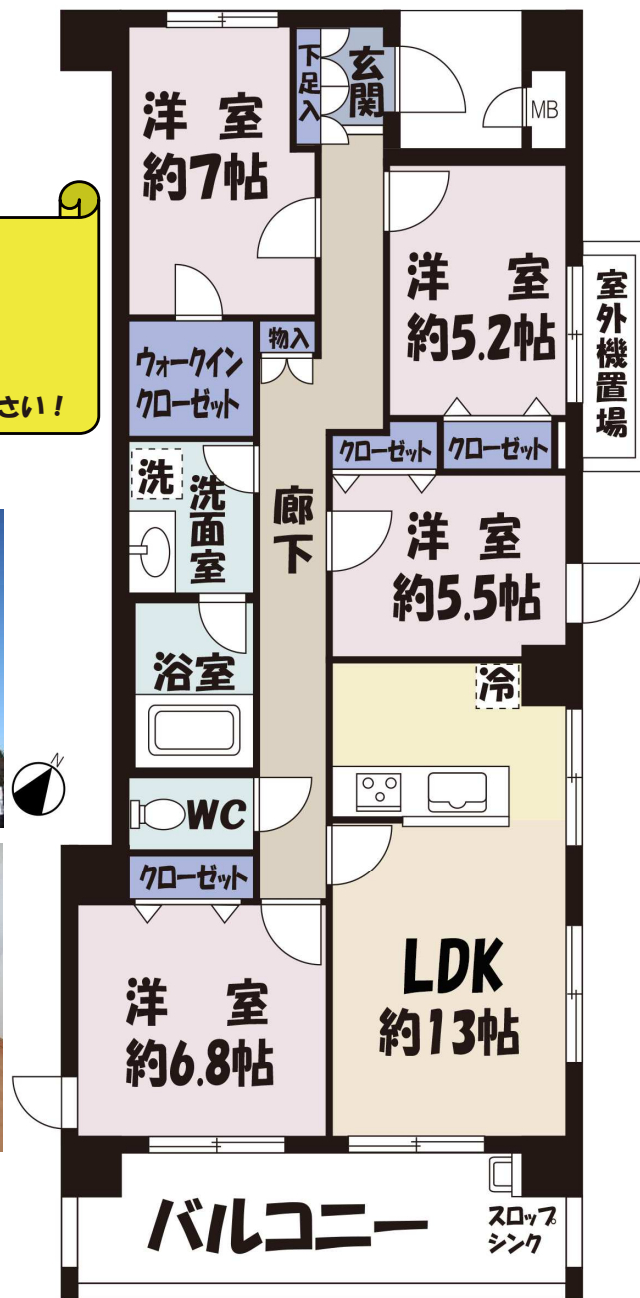 洋 室
約7帖
下足入
玄関
MB
洋 室
約5.2帖
室外機置場
さい！
ウォークイン
クローゼット
物入
クローゼット
クローゼット
洗
洗面室
廊下
洋 室
約5.5帖
浴室
冷
N
WC
クローゼット
洋 室
約6.8帖
LDK
約13帖
バルコニー
スロップ
シンク